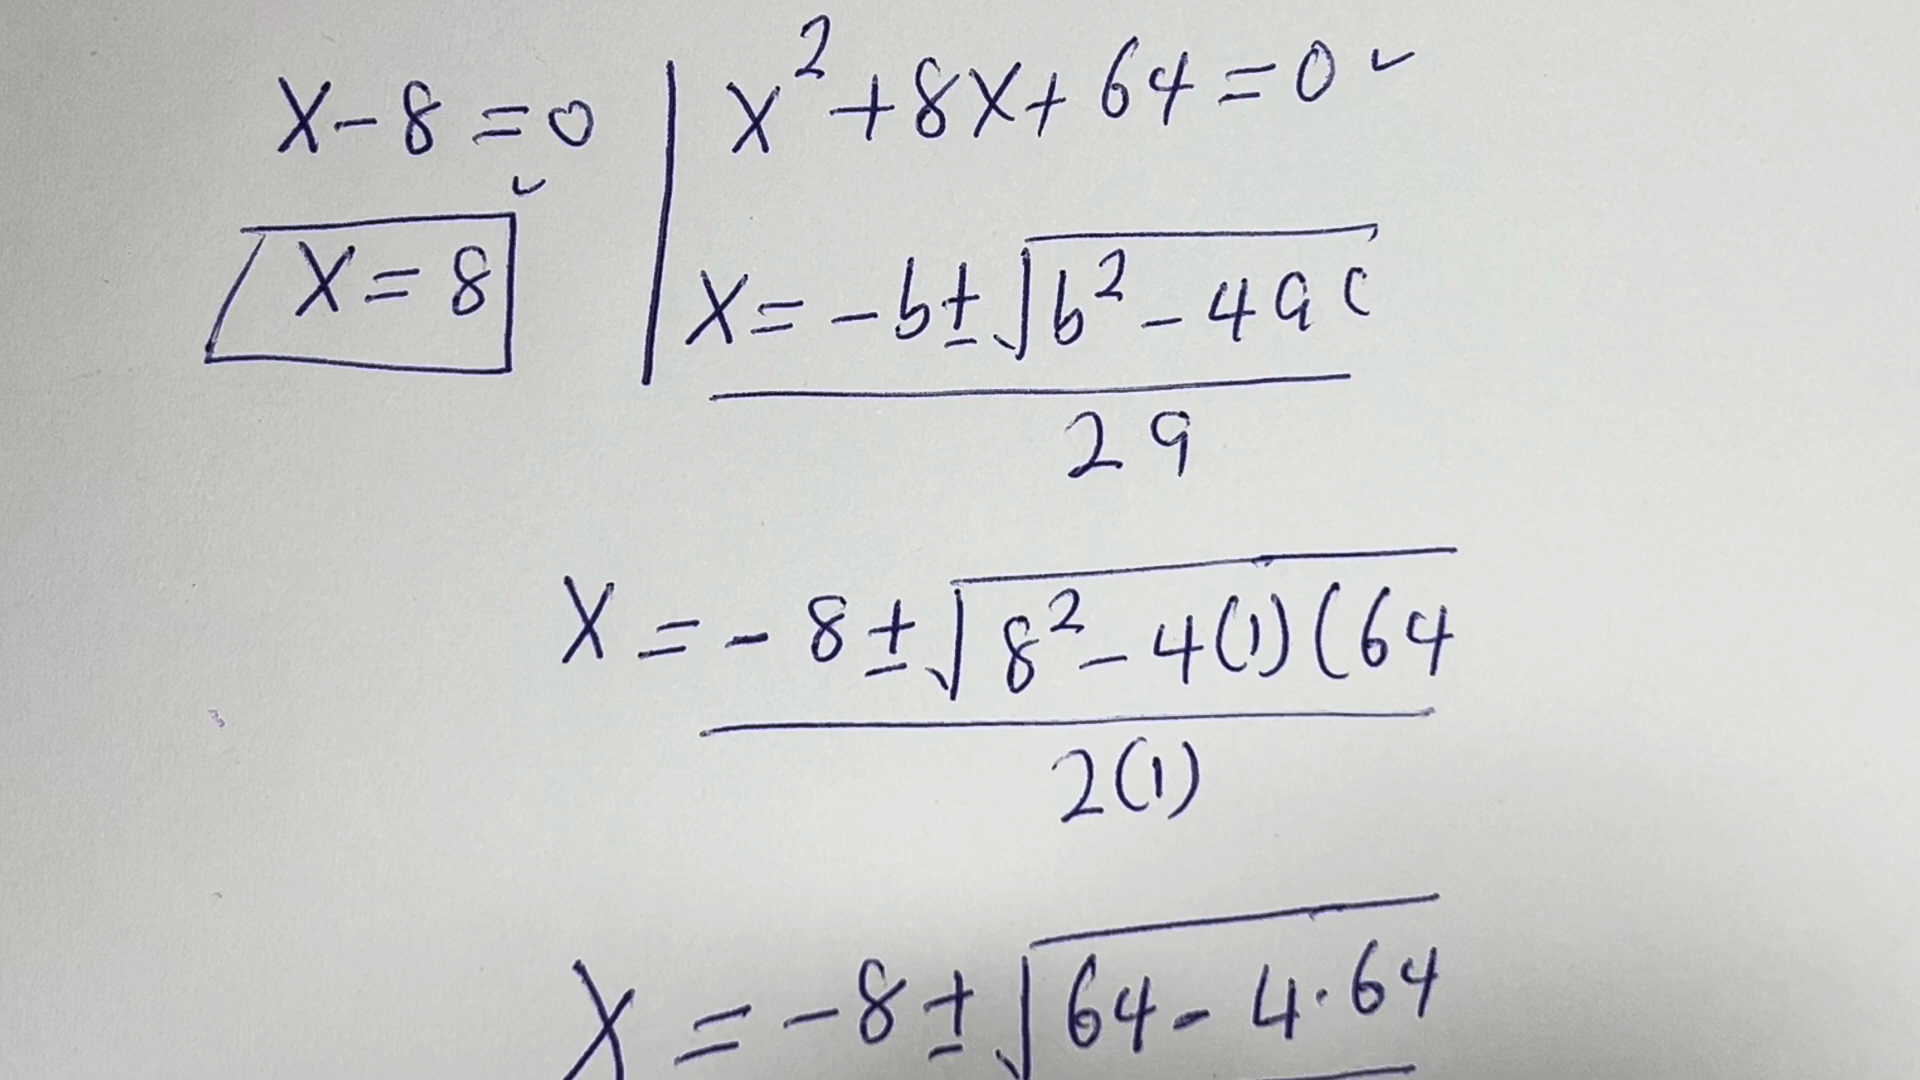 x-8=0 | x²+8x+64=0
x=8
x=-b±√b²-4ac
2a
x=-8±√8²-4(1)(64
2(1)
x=-8±√64-4·64